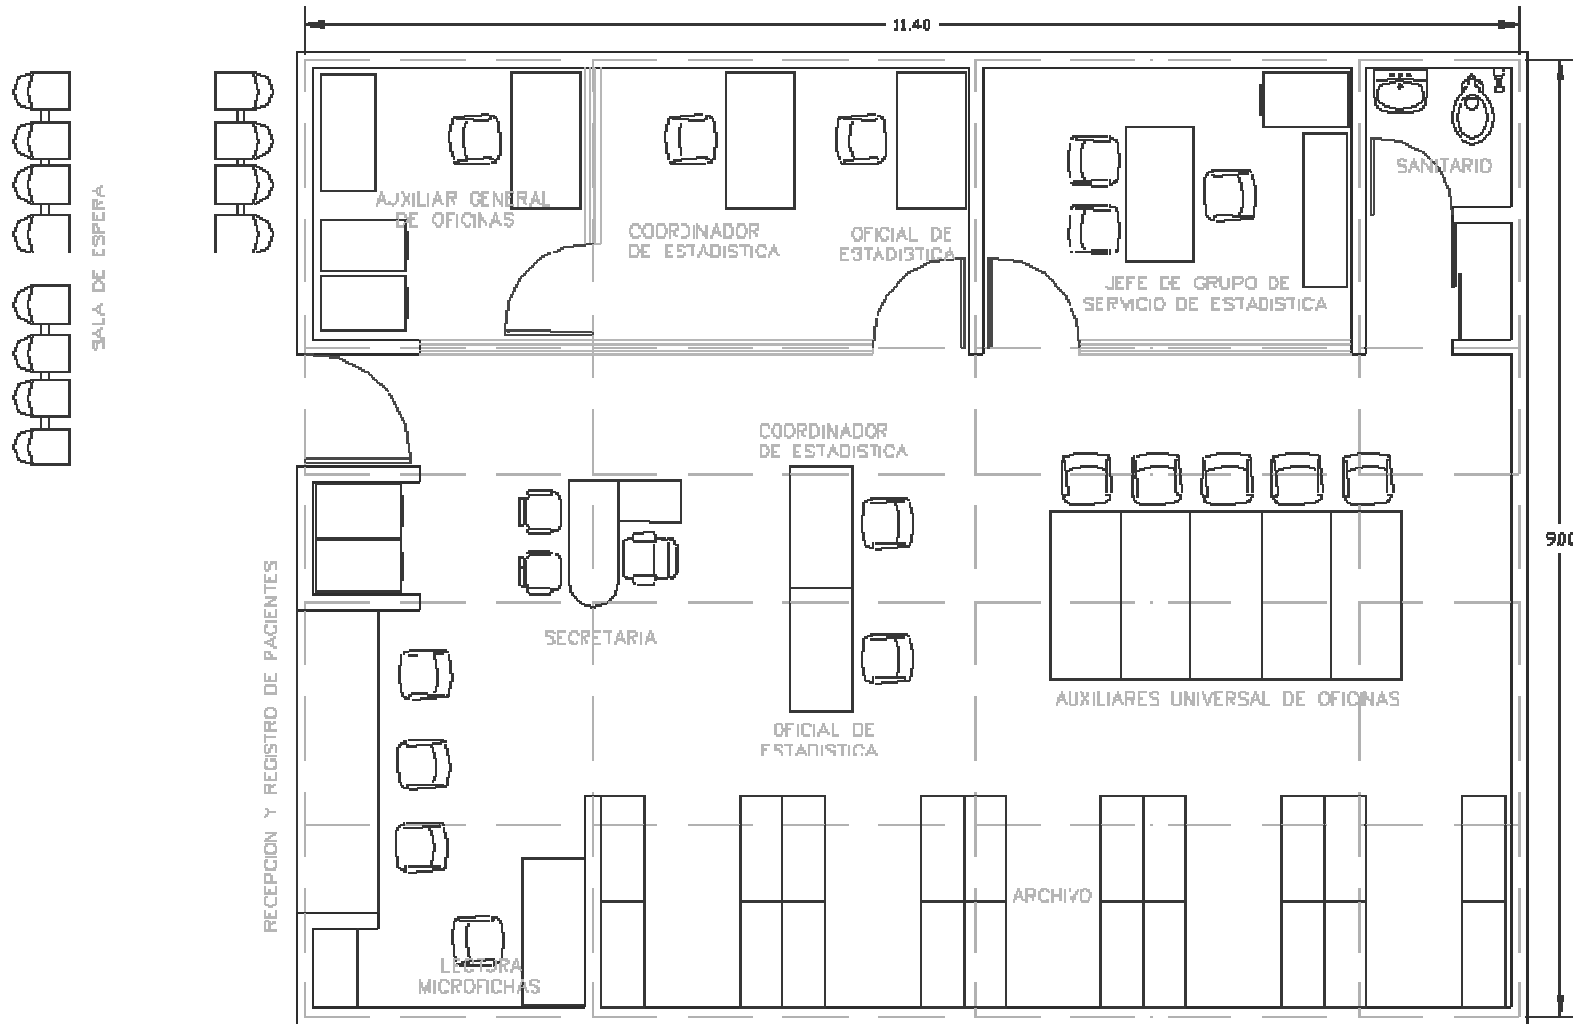 11.40
SALA DE ESPERA
AUXILIAR GENERAL
DE OFICINAS
COORDINADOR
DE ESTADISTICA
OFICIAL DE
ESTADISTICA
JEFE DE GRUPO DE
SERVICIO DE ESTADISTICA
SANITARIO
COORDINADOR
DE ESTADISTICA
9.00
SECRETARIA
OFICIAL DE
ESTADISTICA
AUXILIARES UNIVERSAL DE OFICINAS
RECEPCION Y REGISTRO DE PACIENTES
ARCHIVO
LECTORA
MICROFICHAS